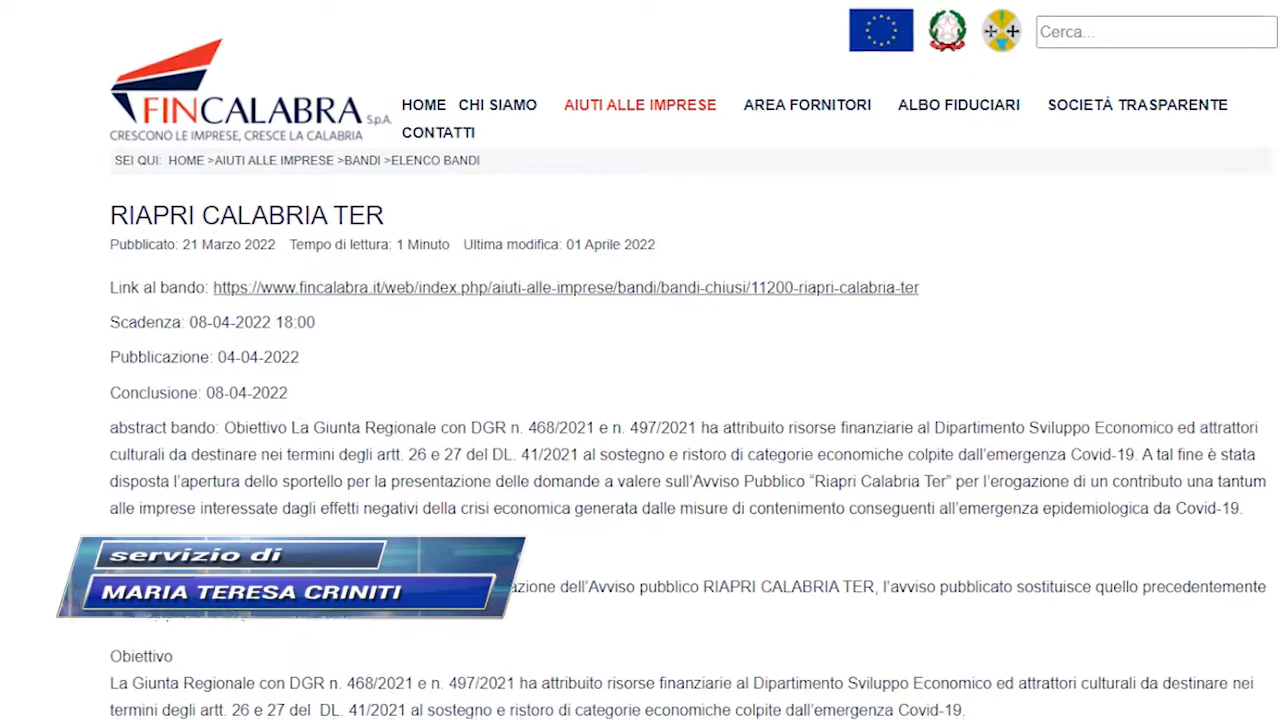 Cerca...
FINCALABRA S.p.A.
CRESCONO LE IMPRESE, CRESCE LA CALABRIA
HOME CHI SIAMO AIUTI ALLE IMPRESE AREA FORNITORI ALBO FIDUCIARI SOCIETÀ TRASPARENTE
CONTATTI
SEI QUI: HOME >AIUTI ALLE IMPRESE >BANDI >ELENCO BANDI
RIAPRI CALABRIA TER
Pubblicato: 21 Marzo 2022 Tempo di lettura: 1 Minuto Ultima modifica: 01 Aprile 2022
Link al bando: https://www.fincalabra.it/web/index.php/aiuti-alle-imprese/bandi/bandi-chiusi/11200-riapri-calabria-ter
Scadenza: 08-04-2022 18:00
Pubblicazione: 04-04-2022
Conclusione: 08-04-2022
abstract bando: Obiettivo La Giunta Regionale con DGR n. 468/2021 e n. 497/2021 ha attribuito risorse finanziarie al Dipartimento Sviluppo Economico ed attrattori
culturali da destinare nei termini degli artt. 26 e 27 del DL. 41/2021 al sostegno e ristoro di categorie economiche colpite dall'emergenza Covid-19. A tal fine è stata
disposta l'apertura dello sportello per la presentazione delle domande a valere sull'Avviso Pubblico “Riapri Calabria Ter” per l'erogazione di un contributo una tantum
alle imprese interessate dagli effetti negativi della crisi economica generata dalle misure di contenimento conseguenti all'emergenza epidemiologica da Covid-19.
servizio di
MARIA TERESA CRINITI
azione dell'Avviso pubblico RIAPRI CALABRIA TER, l'avviso pubblicato sostituisce quello precedentemente
Obiettivo
La Giunta Regionale con DGR n. 468/2021 e n. 497/2021 ha attribuito risorse finanziarie al Dipartimento Sviluppo Economico ed attrattori culturali da destinare nei
termini degli artt. 26 e 27 del DL. 41/2021 al sostegno e ristoro di categorie economiche colpite dall'emergenza Covid-19.